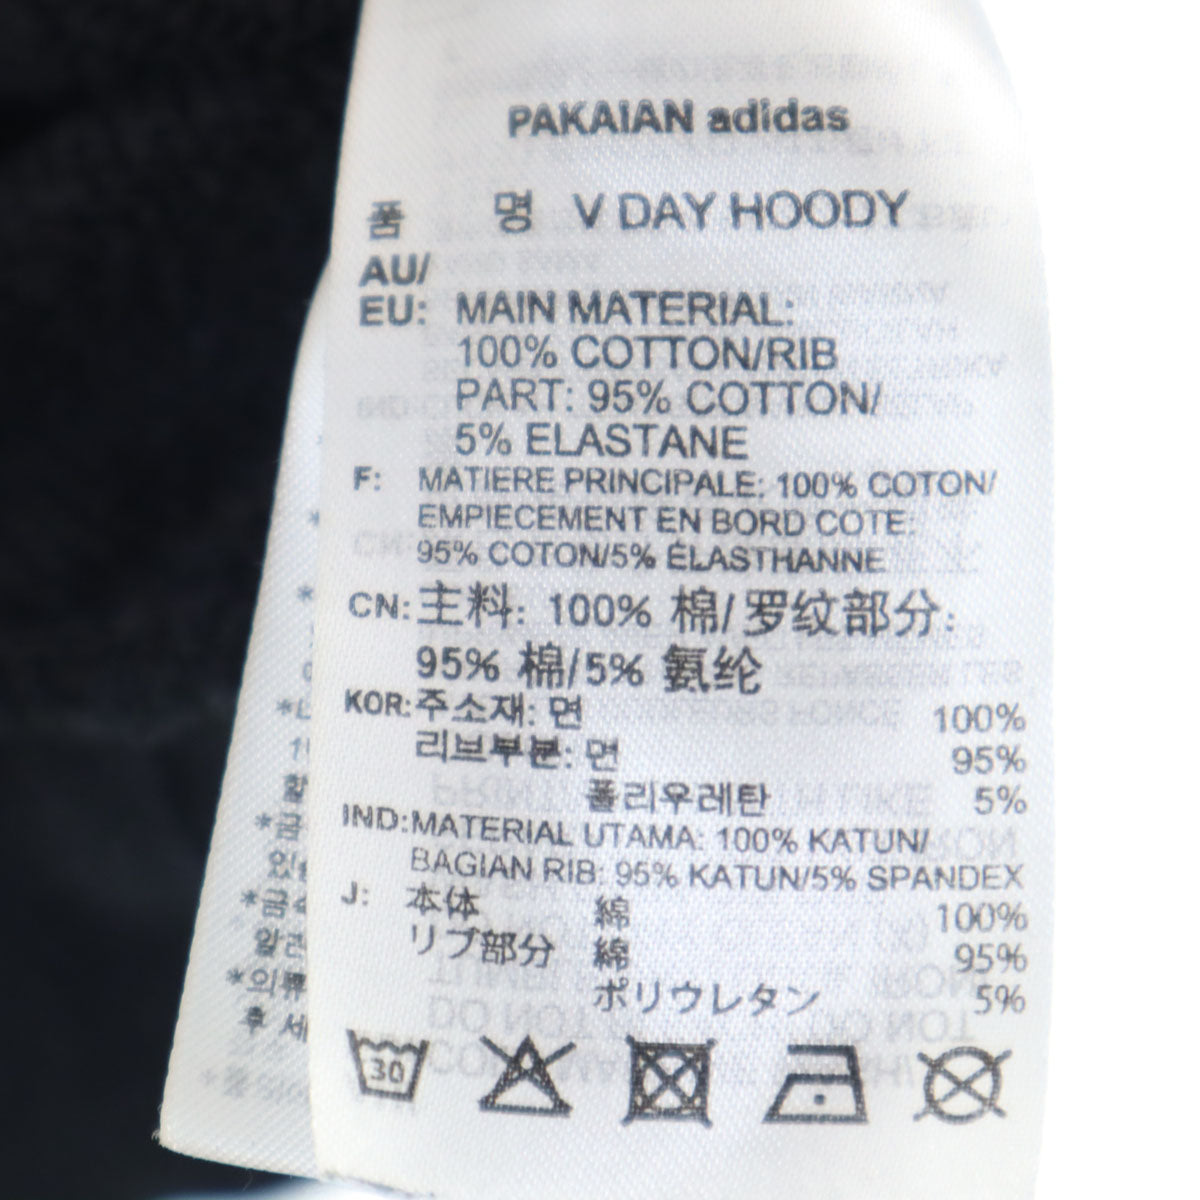 PAKAIAN adidas
품 명 V DAY HOODY
AU/
EU: MAIN MATERIAL:
100% COTTON/RIB
PART: 95% COTTON/
5% ELASTANE
F: MATIERE PRINCIPALE: 100% COTON/
EMPIECEMENT EN BORD COTE:
95% COTON/5% ÉLASTHANNE
CN: 主料: 100% 棉/罗纹部分:
95% 棉/5% 氨纶
KOR: 주소재: 면 100%
리브부분: 면 95%
폴리우레탄 5%
IND: MATERIAL UTAMA: 100% KATUN/
BAGIAN RIB: 95% KATUN/5% SPANDEX
J: 本体 綿 100%
リブ部分 綿 95%
ポリウレタン 5%
30